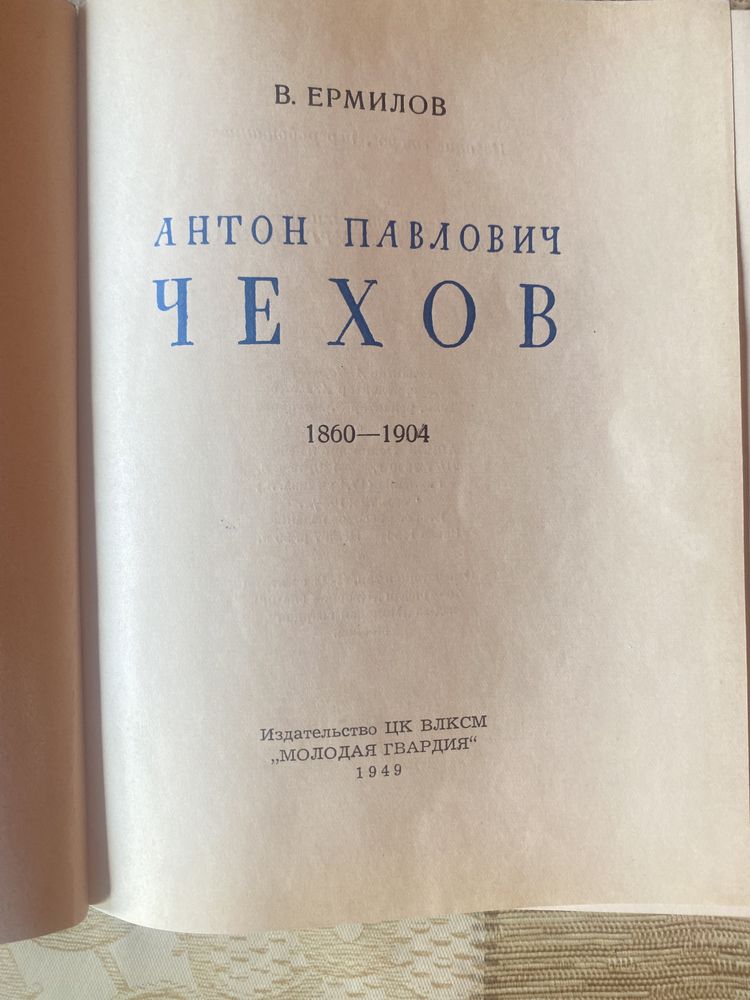 В. ЕРМИЛОВ
АНТОН ПАВЛОВИЧ
ЧЕХОВ
1860—1904
Издательство ЦК ВЛКСМ
„МОЛОДАЯ ГВАРДИЯ“
1949